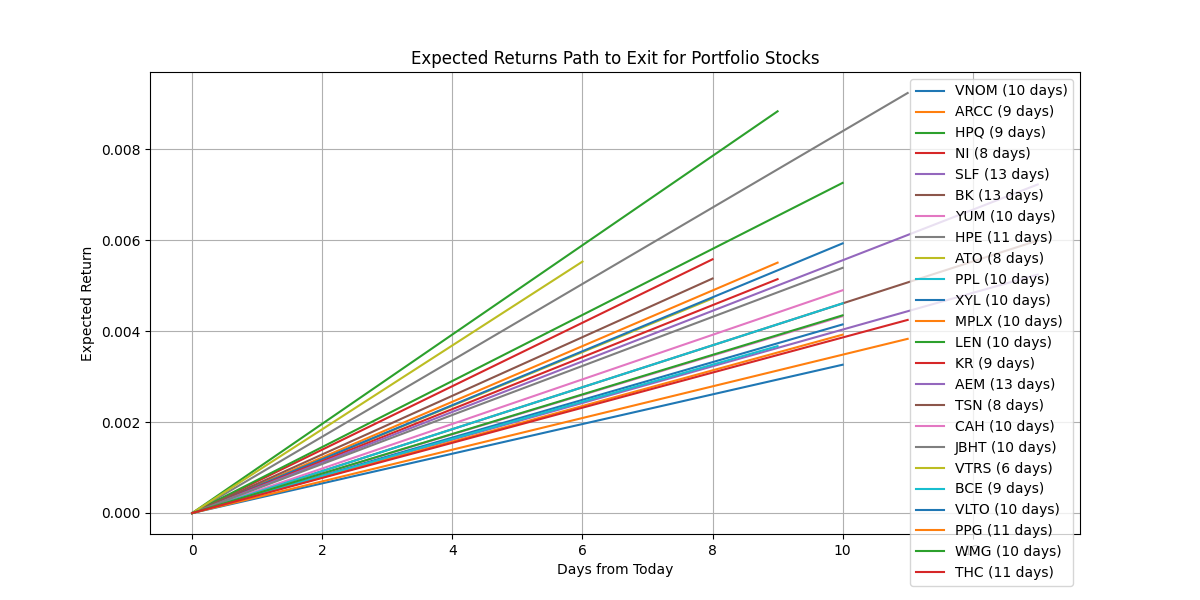 Expected Returns Path to Exit for Portfolio Stocks
Expected Return
0.008
0.006
0.004
0.002
0.000
0
2
4
6
8
10
Days from Today
VNOM (10 days)
ARCC (9 days)
HPQ (9 days)
NI (8 days)
SLF (13 days)
BK (13 days)
YUM (10 days)
HPE (11 days)
ATO (8 days)
PPL (10 days)
XYL (10 days)
MPLX (10 days)
LEN (10 days)
KR (9 days)
AEM (13 days)
TSN (8 days)
CAH (10 days)
JBHT (10 days)
VTRS (6 days)
BCE (9 days)
VLTO (10 days)
PPG (11 days)
WMG (10 days)
THC (11 days)